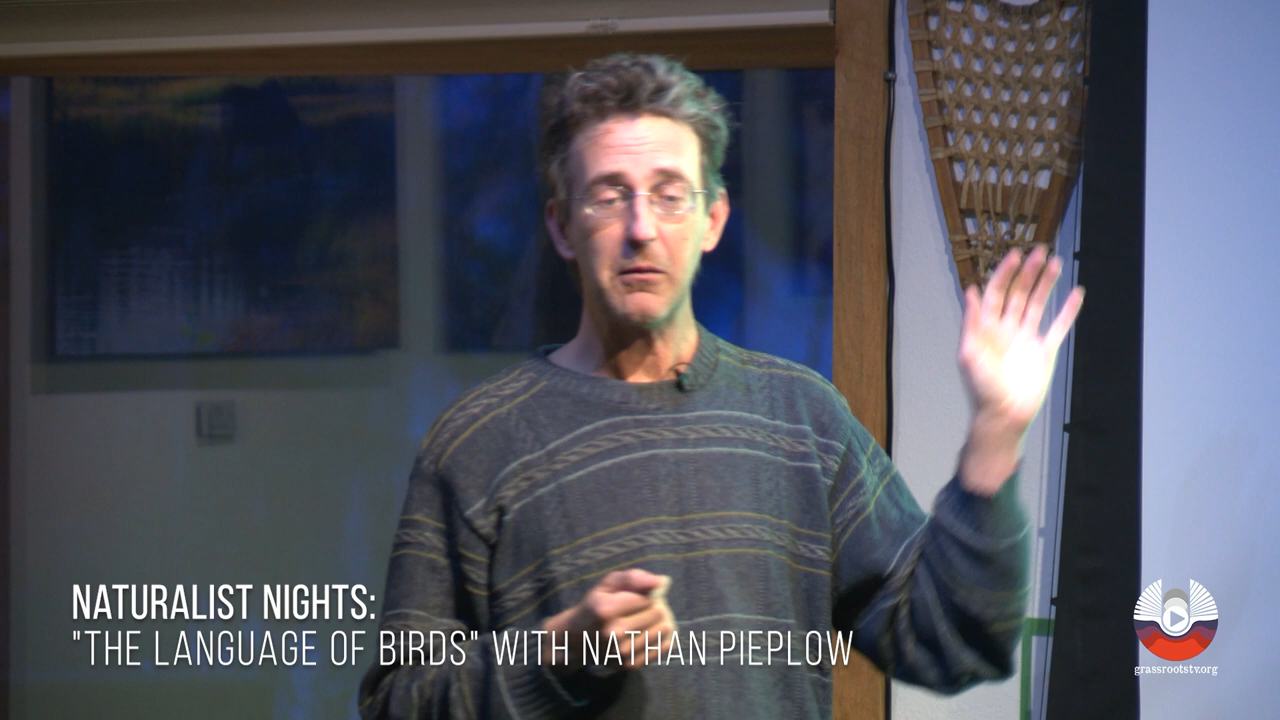 NATURALIST NIGHTS:
"THE LANGUAGE OF BIRDS" WITH NATHAN PIEPLOW
grassrootstv.org